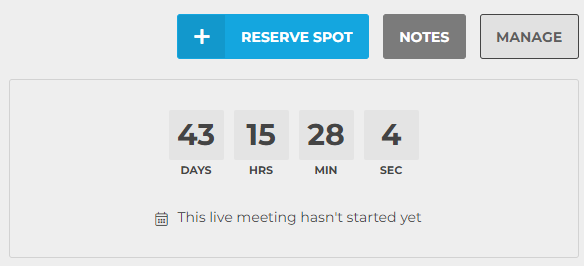 + RESERVE SPOT NOTES MANAGE
43 15 28 4
DAYS HRS MIN SEC
This live meeting hasn't started yet